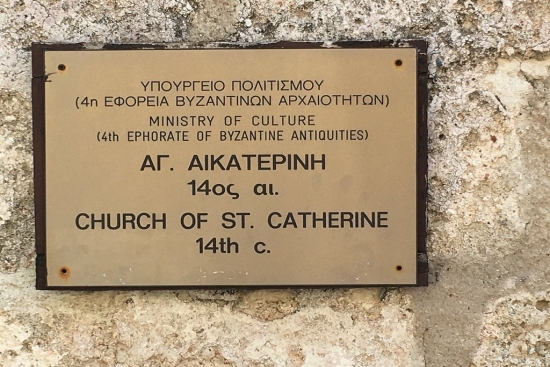 ΥΠΟΥΡΓΕΙΟ ΠΟΛΙΤΙΣΜΟΥ
(4η ΕΦΟΡΕΙΑ ΒΥΖΑΝΤΙΝΩΝ ΑΡΧΑΙΟΤΗΤΩΝ)
MINISTRY OF CULTURE
(4th EPHORATE OF BYZANTINE ANTIQUITIES)
ΑΓ. ΑΙΚΑΤΕΡΙΝΗ
14ος αι.
CHURCH OF ST. CATHERINE
14th c.